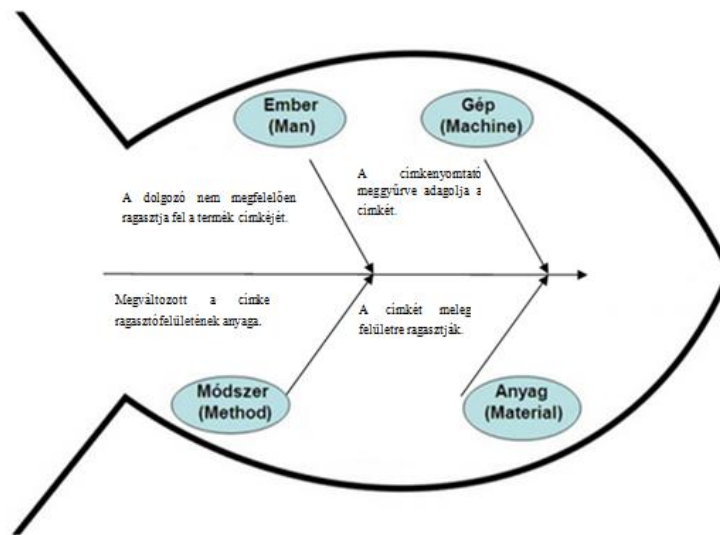 Ember
(Man)
Gép
(Machine)
A dolgozó nem megfelelően
ragasztja fel a termék címkéjét.
A címkenyomtató
meggyűrve adagolja a
címkét.
Megváltozott a címke
ragasztófelületének anyaga.
A címkét meleg
felületre ragasztják.
Módszer
(Method)
Anyag
(Material)